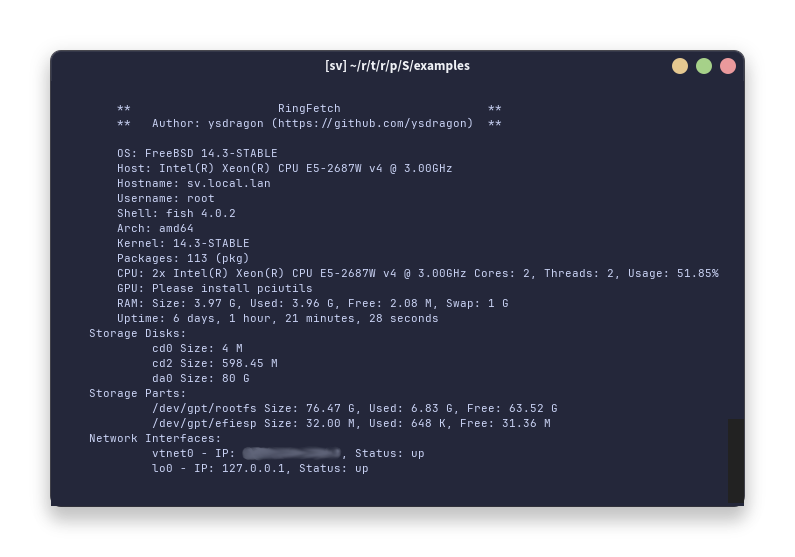 [sv] ~/r/t/r/p/S/examples
** RingFetch **
** Author: ysdragon (https://github.com/ysdragon) **
OS: FreeBSD 14.3-STABLE
Host: Intel(R) Xeon(R) CPU E5-2687W v4 @ 3.00GHz
Hostname: sv.local.lan
Username: root
Shell: fish 4.0.2
Arch: amd64
Kernel: 14.3-STABLE
Packages: 113 (pkg)
CPU: 2x Intel(R) Xeon(R) CPU E5-2687W v4 @ 3.00GHz Cores: 2, Threads: 2, Usage: 51.85%
GPU: Please install pciutils
RAM: Size: 3.97 G, Used: 3.96 G, Free: 2.08 M, Swap: 1 G
Uptime: 6 days, 1 hour, 21 minutes, 28 seconds
Storage Disks:
cd0 Size: 4 M
cd2 Size: 598.45 M
da0 Size: 80 G
Storage Parts:
/dev/gpt/rootfs Size: 76.47 G, Used: 6.83 G, Free: 63.52 G
/dev/gpt/efiesp Size: 32.00 M, Used: 648 K, Free: 31.36 M
Network Interfaces:
vtnet0 - IP: , Status: up
lo0 - IP: 127.0.0.1, Status: up